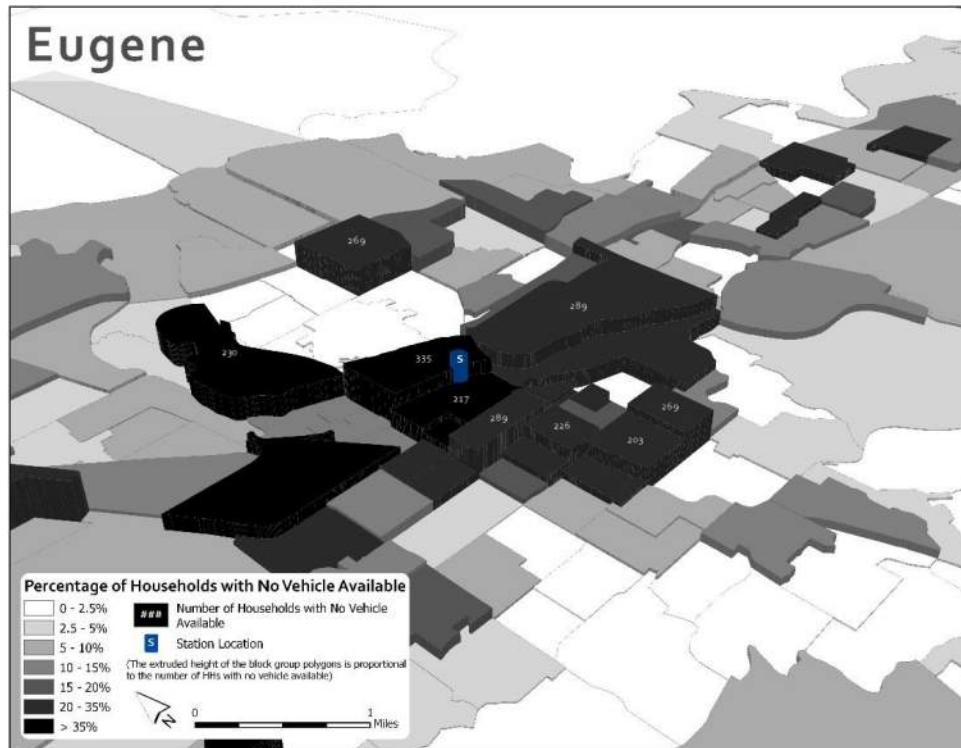 Eugene
269
289
230
335
S
217
289
226
269
203
Percentage of Households with No Vehicle Available
0 - 2.5%
2.5 - 5%
5 - 10%
10 - 15%
15 - 20%
20 - 35%
> 35%
### Number of Households with No Vehicle
Available
S Station Location
(The extruded height of the block group polygons is proportional
to the number of HHs with no vehicle available)
N
0 1
Miles